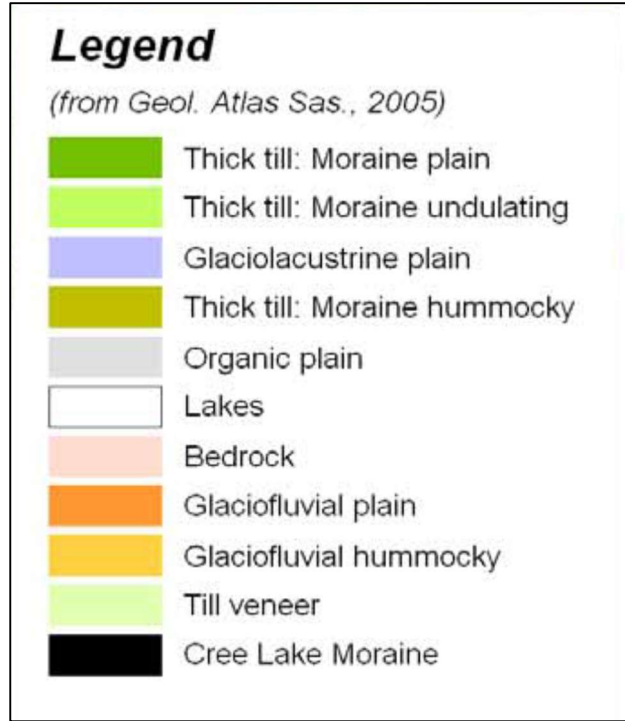 Legend
(from Geol. Atlas Sas., 2005)
Thick till: Moraine plain
Thick till: Moraine undulating
Glaciolacustrine plain
Thick till: Moraine hummocky
Organic plain
Lakes
Bedrock
Glaciofluvial plain
Glaciofluvial hummocky
Till veneer
Cree Lake Moraine